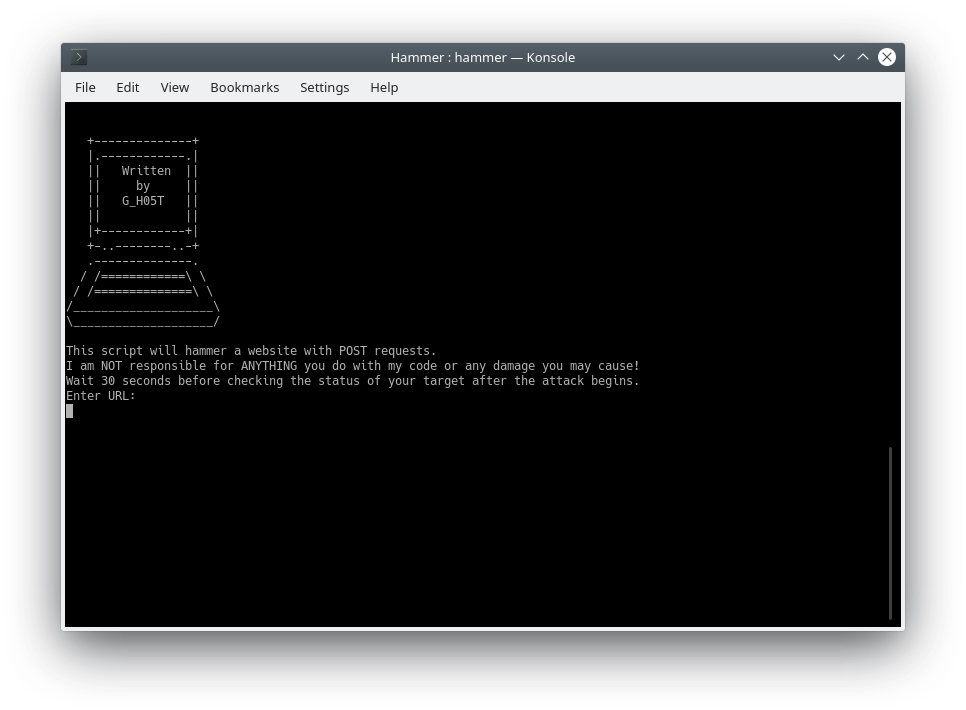 Hammer : hammer — Konsole
File Edit View Bookmarks Settings Help
Written
by
G_H05T
This script will hammer a website with POST requests.
I am NOT responsible for ANYTHING you do with my code or any damage you may cause!
Wait 30 seconds before checking the status of your target after the attack begins.
Enter URL: